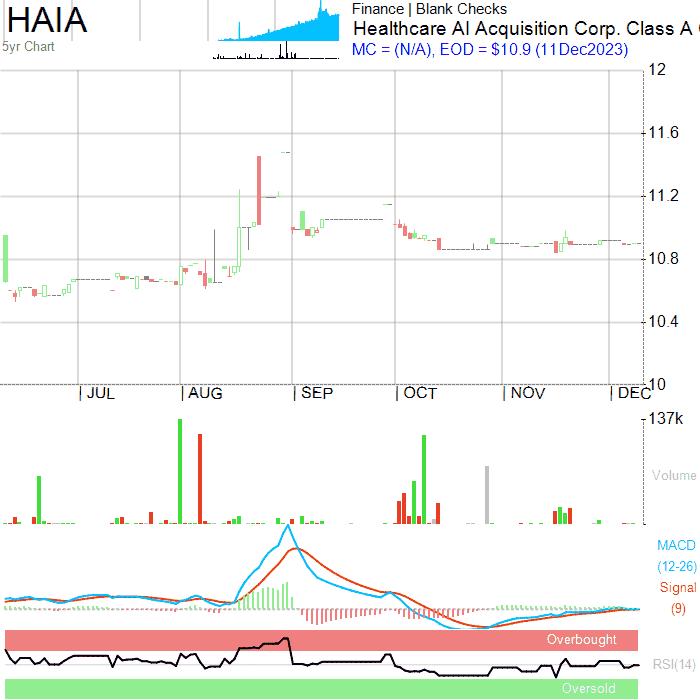 HAIA
5yr Chart
Finance | Blank Checks
Healthcare AI Acquisition Corp. Class A
MC = (N/A), EOD = $10.9 (11Dec2023)
12
11.6
11.2
10.8
10.4
10
| JUL | AUG | SEP | OCT | NOV | DEC
137k
Volume
MACD
(12-26)
Signal
(9)
Overbought
RSI(14)
Oversold